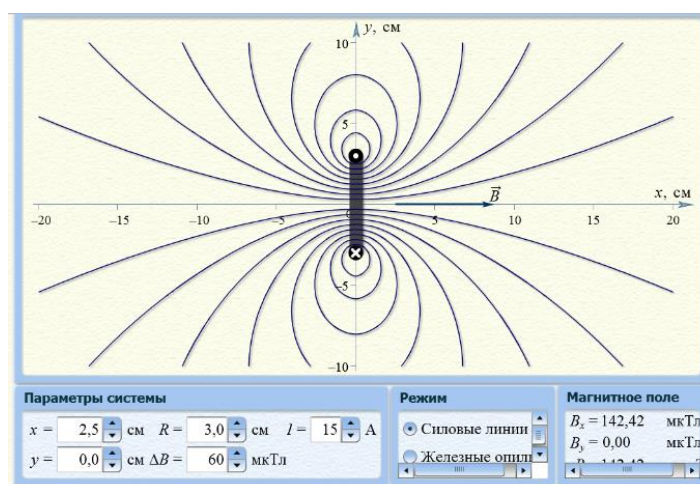 y, см
10
5
B
x, см
−20 −15 −10 −5 0 5 10 15 20
−5
−10
Параметры системы
x = 2,5 см R = 3,0 см I = 15 А
y = 0,0 см ΔB = 60 мкТл
Режим
Силовые линии
Железные опил
Магнитное поле
Bx = 142,42 мкТл
By = 0,00 мкТл